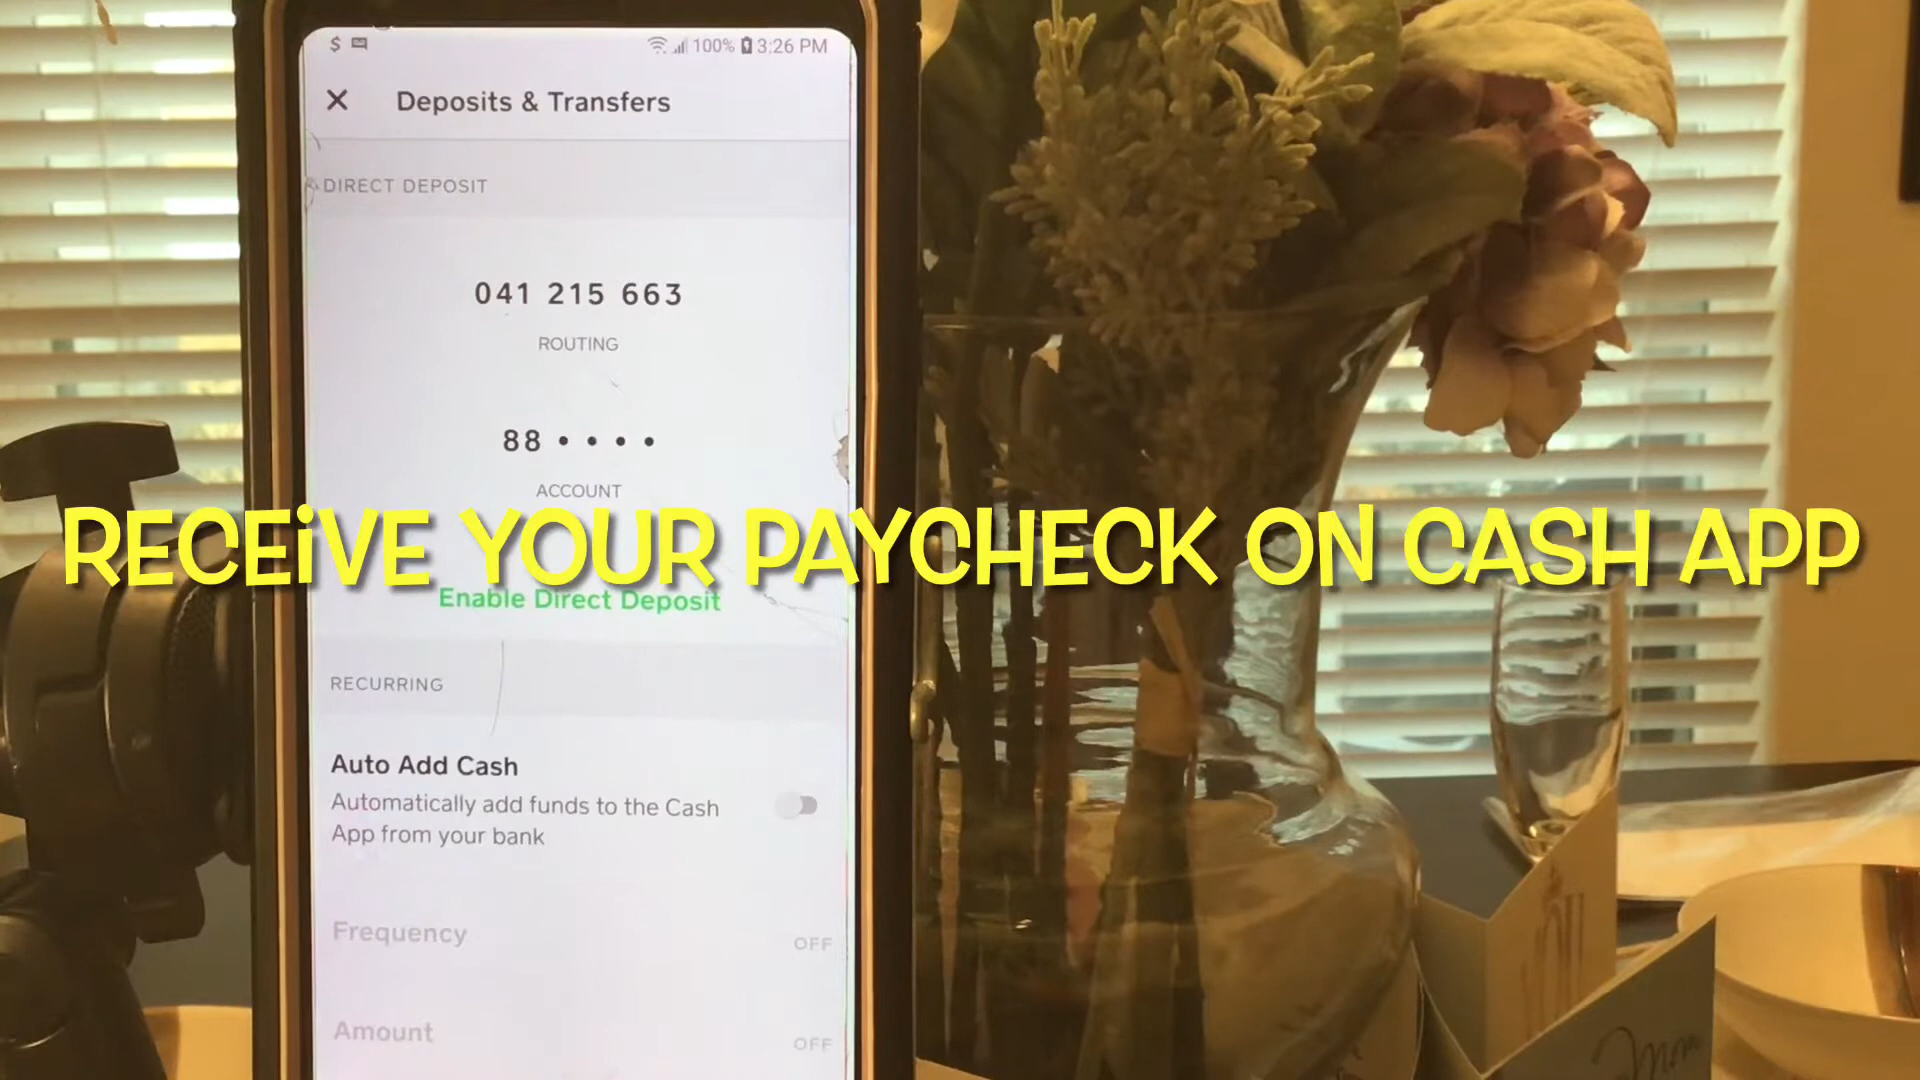 $ 100% 3:26 PM
X Deposits & Transfers
DIRECT DEPOSIT
041 215 663
ROUTING
88 • • • •
ACCOUNT
RECEiVE YOUR PAYCHECK ON CASH APP
Enable Direct Deposit
RECURRING
Auto Add Cash
Automatically add funds to the Cash
App from your bank
Frequency OFF
Amount OFF
Mom